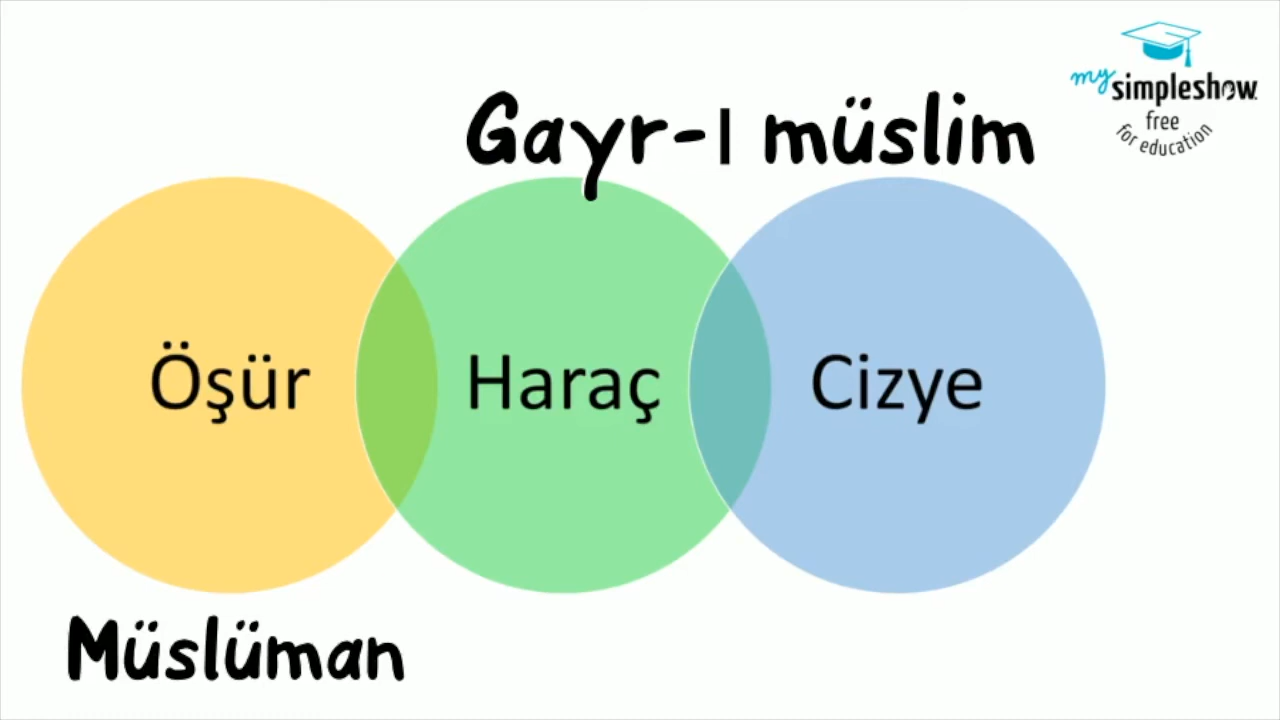 my
simpleshow
free
for education
Gayr-ı müslim
Öşür
Haraç
Cizye
Müslüman